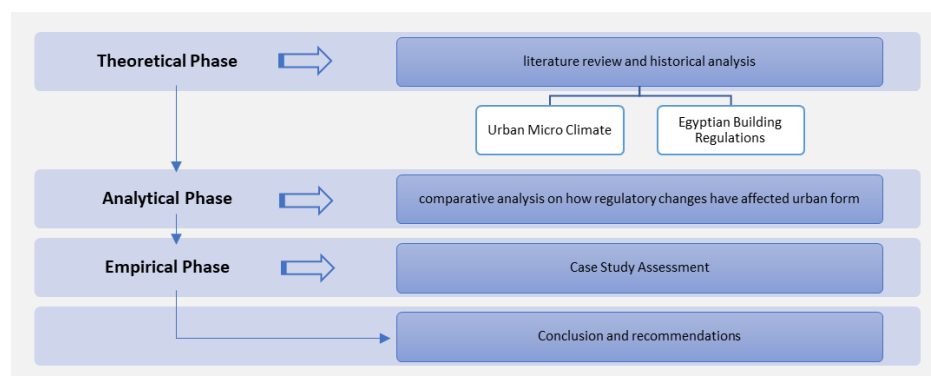 Theoretical Phase
literature review and historical analysis
Urban Micro Climate
Egyptian Building
Regulations
Analytical Phase
comparative analysis on how regulatory changes have affected urban form
Empirical Phase
Case Study Assessment
Conclusion and recommendations